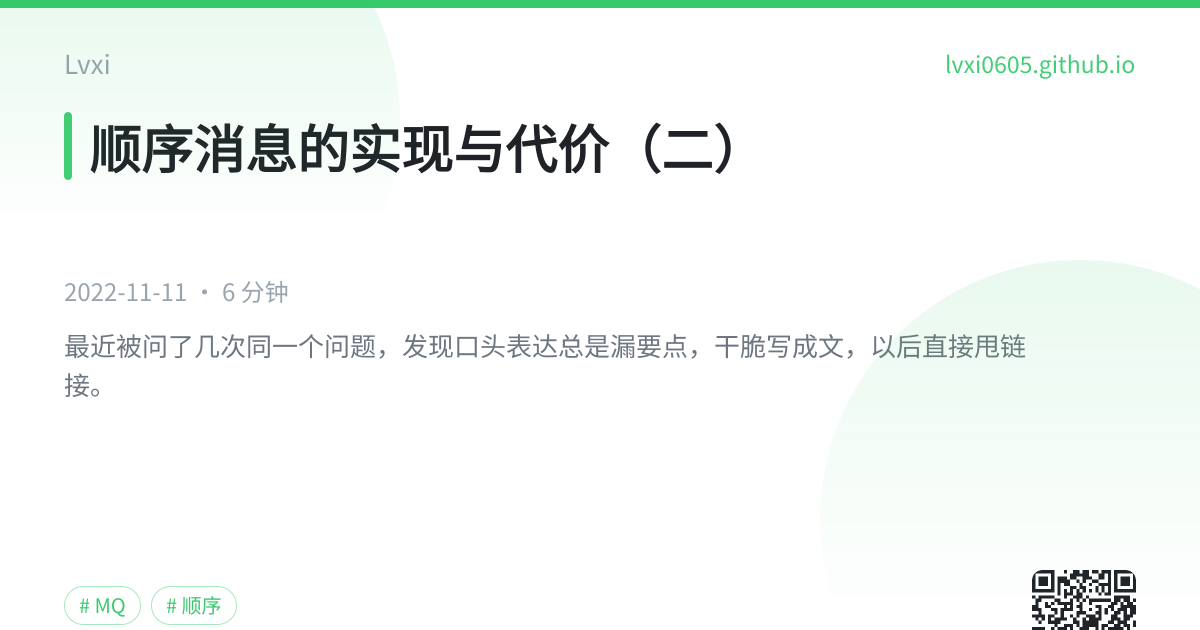 Lvxi
lvxi0605.github.io
顺序消息的实现与代价（二）
2022-11-11 · 6 分钟
最近被问了几次同一个问题，发现口头表达总是漏要点，干脆写成文，以后直接甩链
接。
# MQ
# 顺序